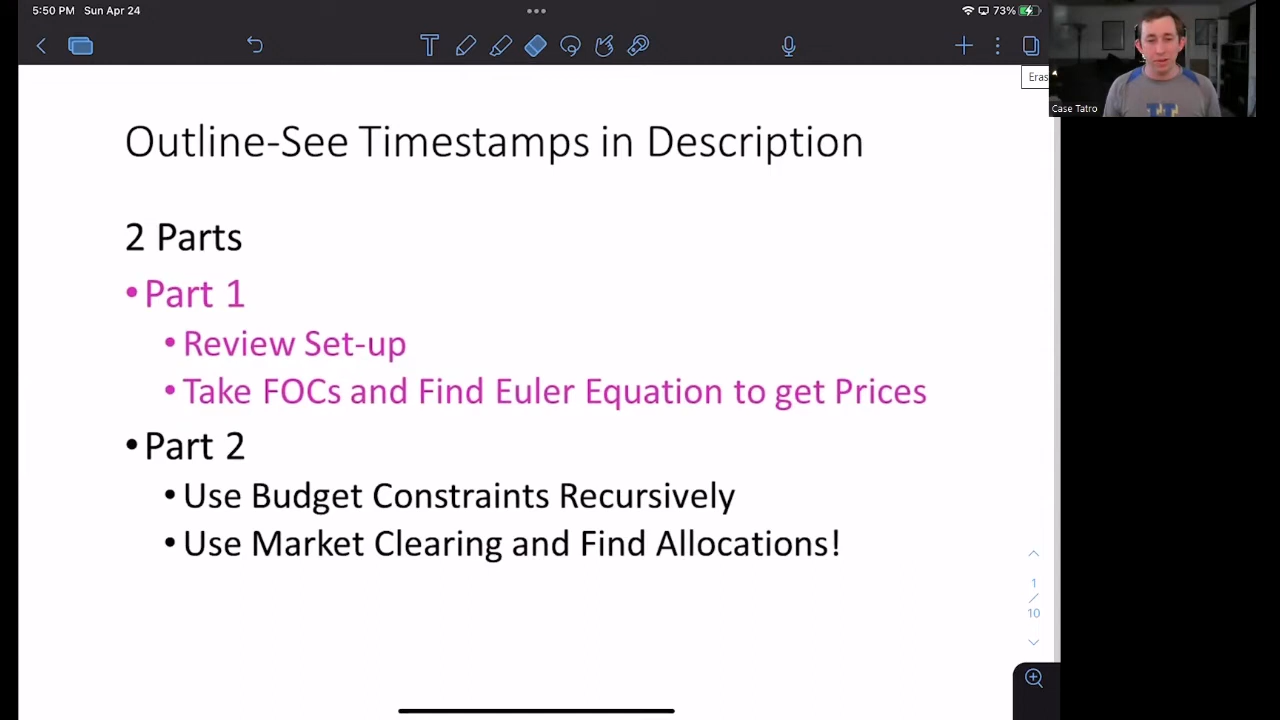 5:50 PM Sun Apr 24
73%
Eras
Case Tatro
Outline-See Timestamps in Description
2 Parts
•Part 1
•Review Set-up
•Take FOCs and Find Euler Equation to get Prices
•Part 2
•Use Budget Constraints Recursively
•Use Market Clearing and Find Allocations!
1
/
10